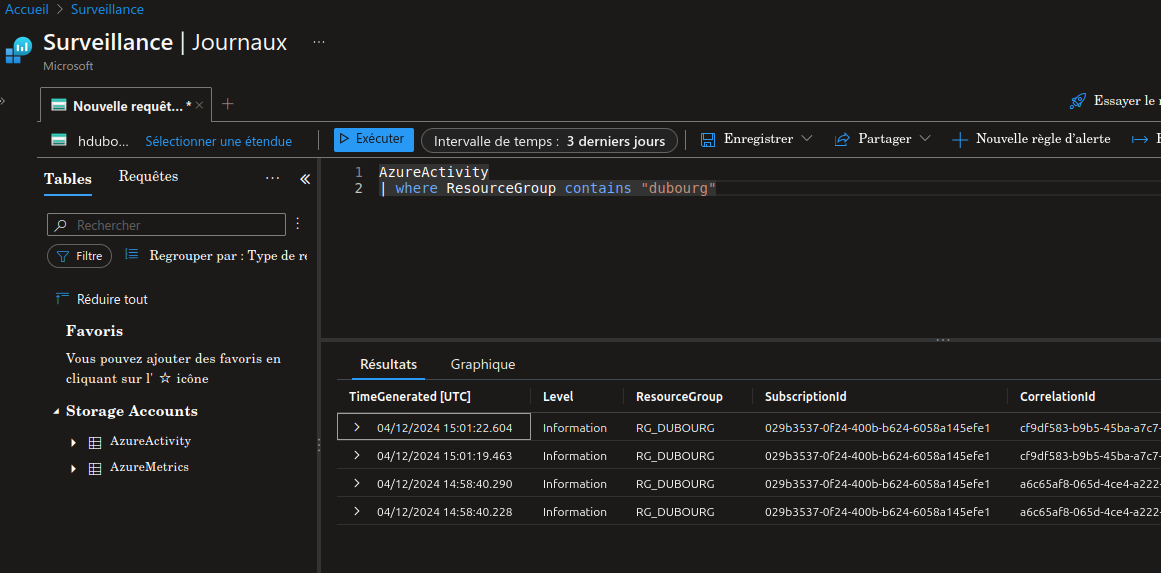 Accueil > Surveillance
Surveillance | Journaux ...
Microsoft
Nouvelle requêt... * × +
Essayer le
hdubo... Sélectionner une étendue
Exécuter
Intervalle de temps : 3 derniers jours
Enregistrer
Partager
Nouvelle règle d'alerte
Tables Requêtes ... «
Rechercher
Filtre
Regrouper par : Type de
Réduire tout
Favoris
Vous pouvez ajouter des favoris en
cliquant sur l' ☆ icône
Storage Accounts
AzureActivity
AzureMetrics
1 AzureActivity
2 | where ResourceGroup contains "dubourg"
Résultats Graphique
TimeGenerated [UTC] Level ResourceGroup SubscriptionId CorrelationId
04/12/2024 15:01:22.604 Information RG_DUBOURG 029b3537-0f24-400b-b624-6058a145efe1 cf9df583-b9b5-45ba-a7c7-
04/12/2024 15:01:19.463 Information RG_DUBOURG 029b3537-0f24-400b-b624-6058a145efe1 cf9df583-b9b5-45ba-a7c7-
04/12/2024 14:58:40.290 Information RG_DUBOURG 029b3537-0f24-400b-b624-6058a145efe1 a6c65af8-065d-4ce4-a222-
04/12/2024 14:58:40.228 Information RG_DUBOURG 029b3537-0f24-400b-b624-6058a145efe1 a6c65af8-065d-4ce4-a222-